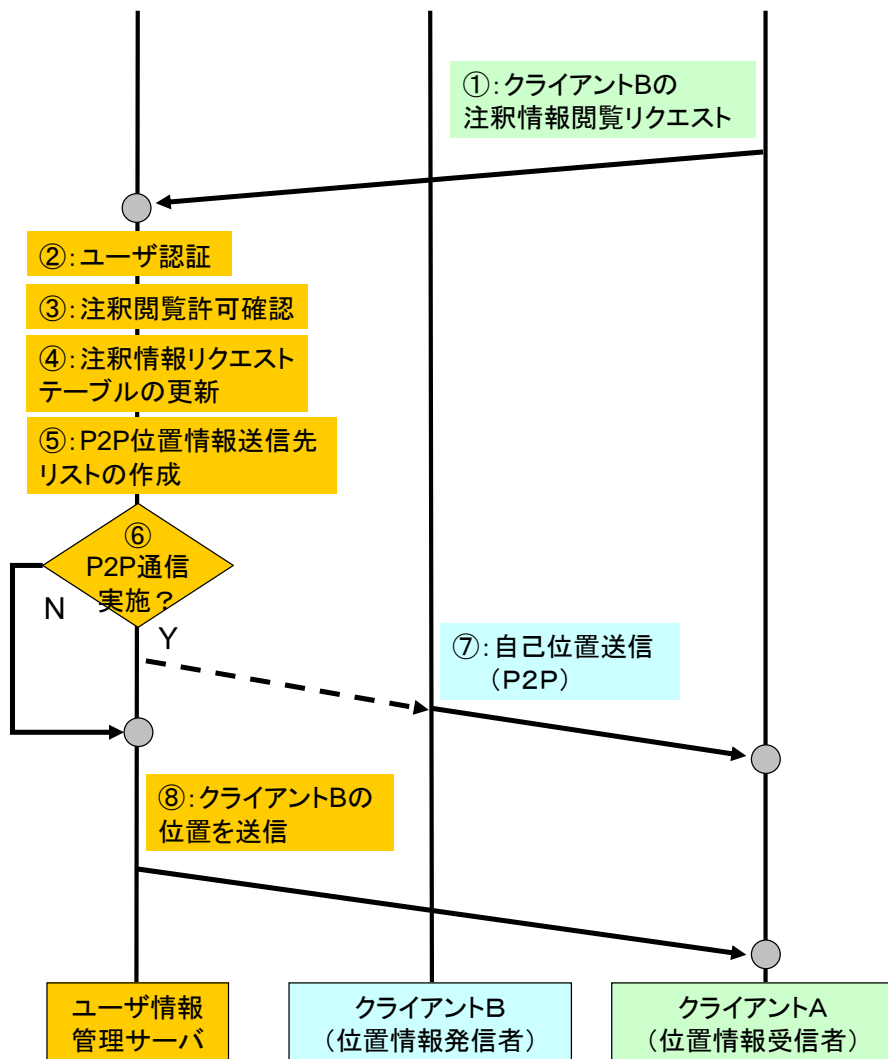 ①:クライアントBの
注釈情報閲覧リクエスト
②:ユーザ認証
③:注釈閲覧許可確認
④:注釈情報リクエスト
テーブルの更新
⑤:P2P位置情報送信先
リストの作成
⑥
P2P通信
実施？
N
Y
⑦:自己位置送信
（Ｐ2Ｐ）
⑧:クライアントBの
位置を送信
ユーザ情報
管理サーバ
クライアントＢ
（位置情報発信者）
クライアントＡ
（位置情報受信者）